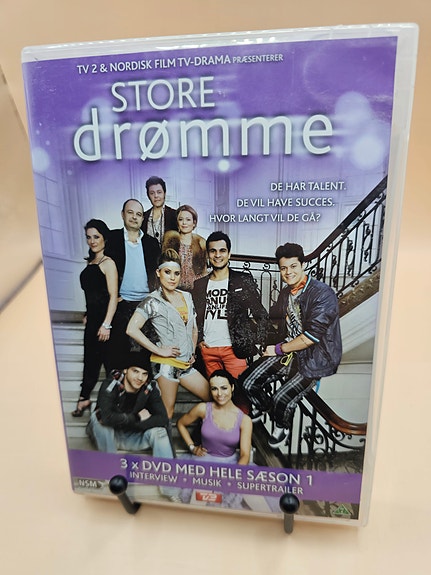 TV 2 & NORDISK FILM TV-DRAMA PRÆSENTERER
STORE
drømme
DE HAR TALENT.
DE VIL HAVE SUCCES.
HVOR LANGT VIL DE GÅ?
3 x DVD MED HELE SÆSON 1
INTERVIEW • MUSIK • SUPERTRAILER
NSM